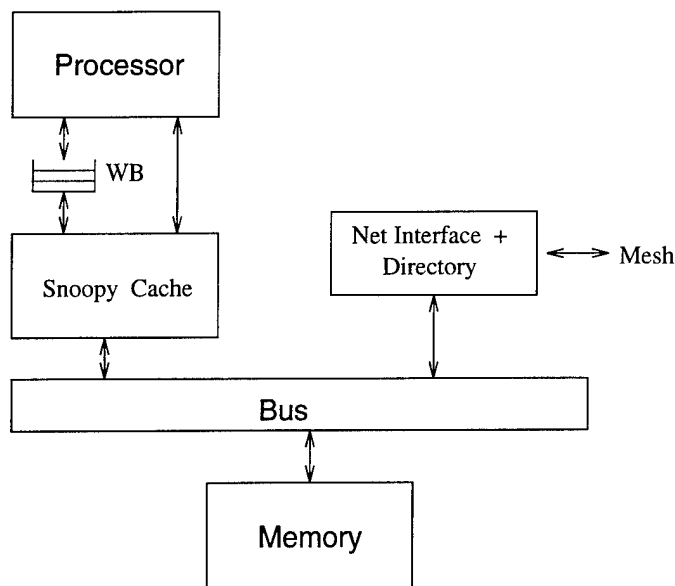 Processor
WB
Net Interface +
Directory
Mesh
Snoopy Cache
Bus
Memory